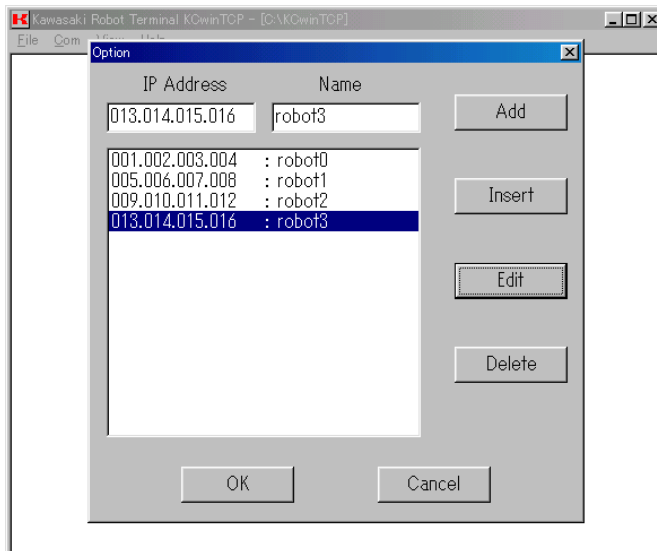 Kawasaki Robot Terminal KCwinTCP - [C:\KCwinTCP]
File Com View Help
Option
IP Address Name
013.014.015.016 robot3
Add
001.002.003.004 : robot0
005.006.007.008 : robot1
009.010.011.012 : robot2
013.014.015.016 : robot3
Insert
Edit
Delete
OK Cancel